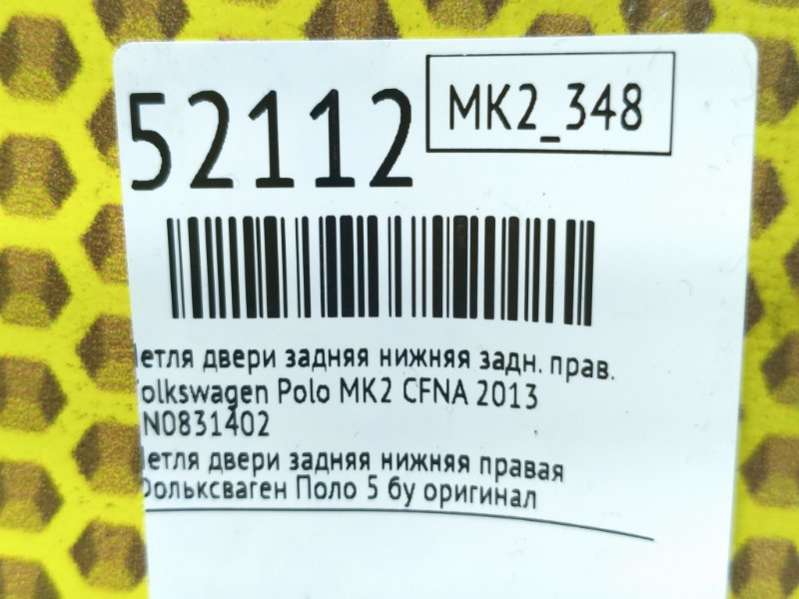 52112
MK2_348
етля двери задняя нижняя задн. прав.
olkswagen Polo MK2 CFNA 2013
N0831402
етля двери задняя нижняя правая
Фольксваген Поло 5 бу оригинал